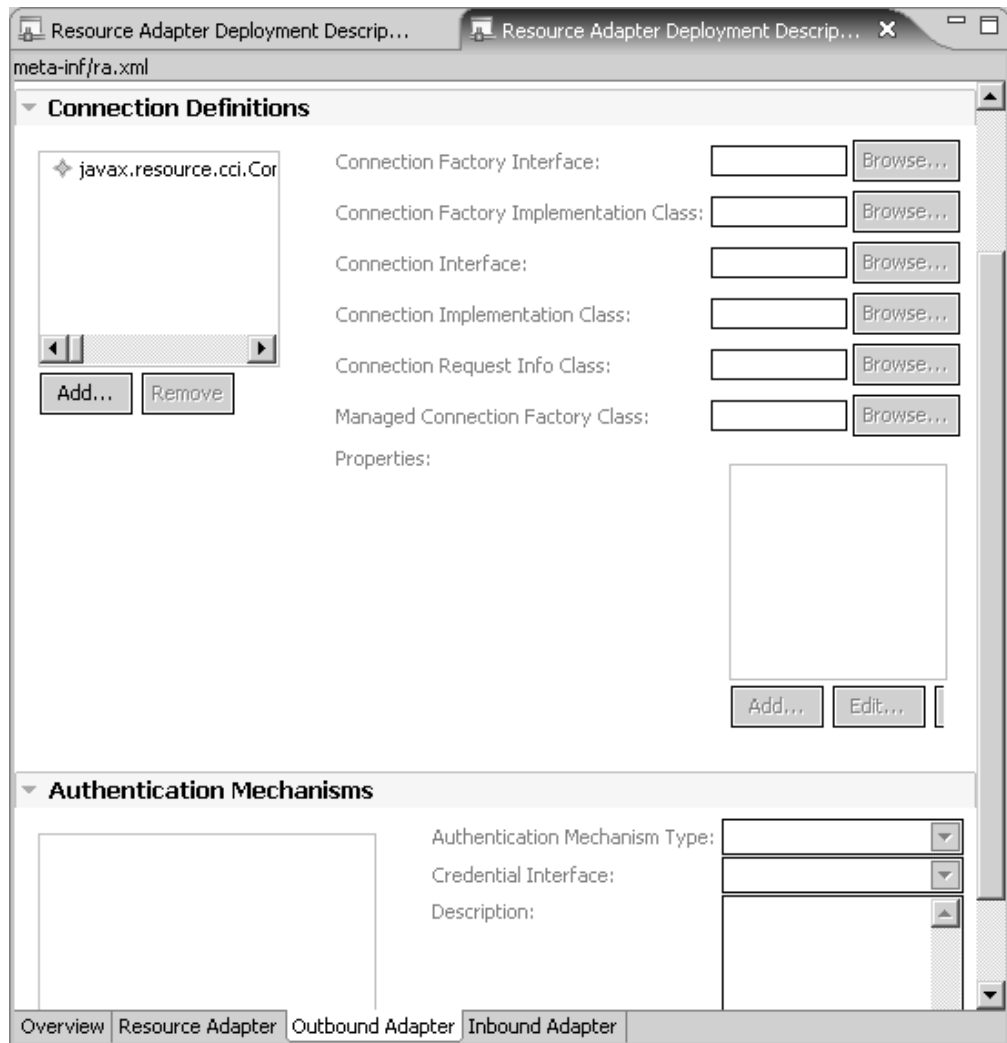 Resource Adapter Deployment Descrip... Resource Adapter Deployment Descrip...
meta-inf/ra.xml
Connection Definitions
javax.resource.cci.Cor
Add... Remove
Connection Factory Interface: Browse...
Connection Factory Implementation Class: Browse...
Connection Interface: Browse...
Connection Implementation Class: Browse...
Connection Request Info Class: Browse...
Managed Connection Factory Class: Browse...
Properties:
Add... Edit...
Authentication Mechanisms
Authentication Mechanism Type:
Credential Interface:
Description:
Overview Resource Adapter Outbound Adapter Inbound Adapter